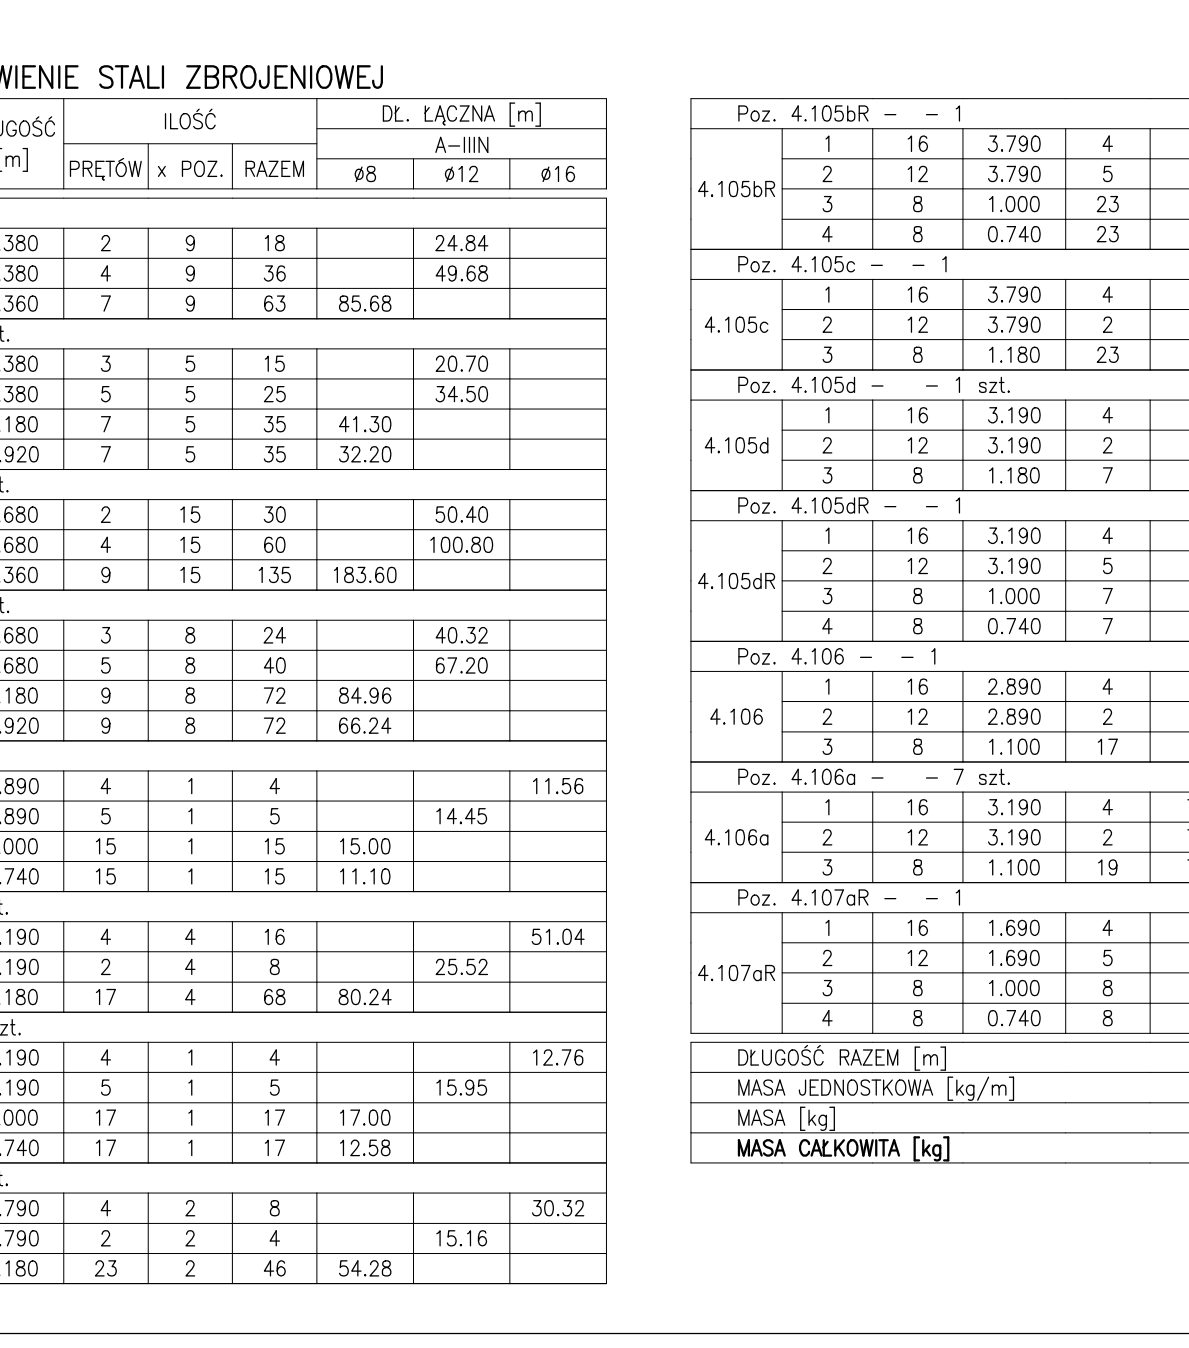 WIENIE STALI ZBROJENIOWEJ
UGOŚĆ ILOŚĆ DŁ. ŁĄCZNA [m]
A-IIIN
[m] PRĘTÓW x POZ. RAZEM ø8 ø12 ø16
.380 2 9 18 24.84
.380 4 9 36 49.68
.360 7 9 63 85.68
t.
.380 3 5 15 20.70
.380 5 5 25 34.50
.180 7 5 35 41.30
.920 7 5 35 32.20
t.
.680 2 15 30 50.40
.680 4 15 60 100.80
.360 9 15 135 183.60
t.
.680 3 8 24 40.32
.680 5 8 40 67.20
.180 9 8 72 84.96
.920 9 8 72 66.24
.890 4 1 4 11.56
.890 5 1 5 14.45
.000 15 1 15 15.00
.740 15 1 15 11.10
t.
.190 4 4 16 51.04
.190 2 4 8 25.52
.180 17 4 68 80.24
zt.
.190 4 1 4 12.76
.190 5 1 5 15.95
.000 17 1 17 17.00
.740 17 1 17 12.58
t.
.790 4 2 8 30.32
.790 2 2 4 15.16
.180 23 2 46 54.28
Poz. 4.105bR - - 1
4.105bR 1 16 3.790 4
2 12 3.790 5
3 8 1.000 23
4 8 0.740 23
Poz. 4.105c - - 1
4.105c 1 16 3.790 4
2 12 3.790 2
3 8 1.180 23
Poz. 4.105d - - 1 szt.
4.105d 1 16 3.190 4
2 12 3.190 2
3 8 1.180 7
Poz. 4.105dR - - 1
4.105dR 1 16 3.190 4
2 12 3.190 5
3 8 1.000 7
4 8 0.740 7
Poz. 4.106 - - 1
4.106 1 16 2.890 4
2 12 2.890 2
3 8 1.100 17
Poz. 4.106a - - 7 szt.
4.106a 1 16 3.190 4
2 12 3.190 2
3 8 1.100 19
Poz. 4.107aR - - 1
4.107aR 1 16 1.690 4
2 12 1.690 5
3 8 1.000 8
4 8 0.740 8
DŁUGOŚĆ RAZEM [m]
MASA JEDNOSTKOWA [kg/m]
MASA [kg]
MASA CAŁKOWITA [kg]